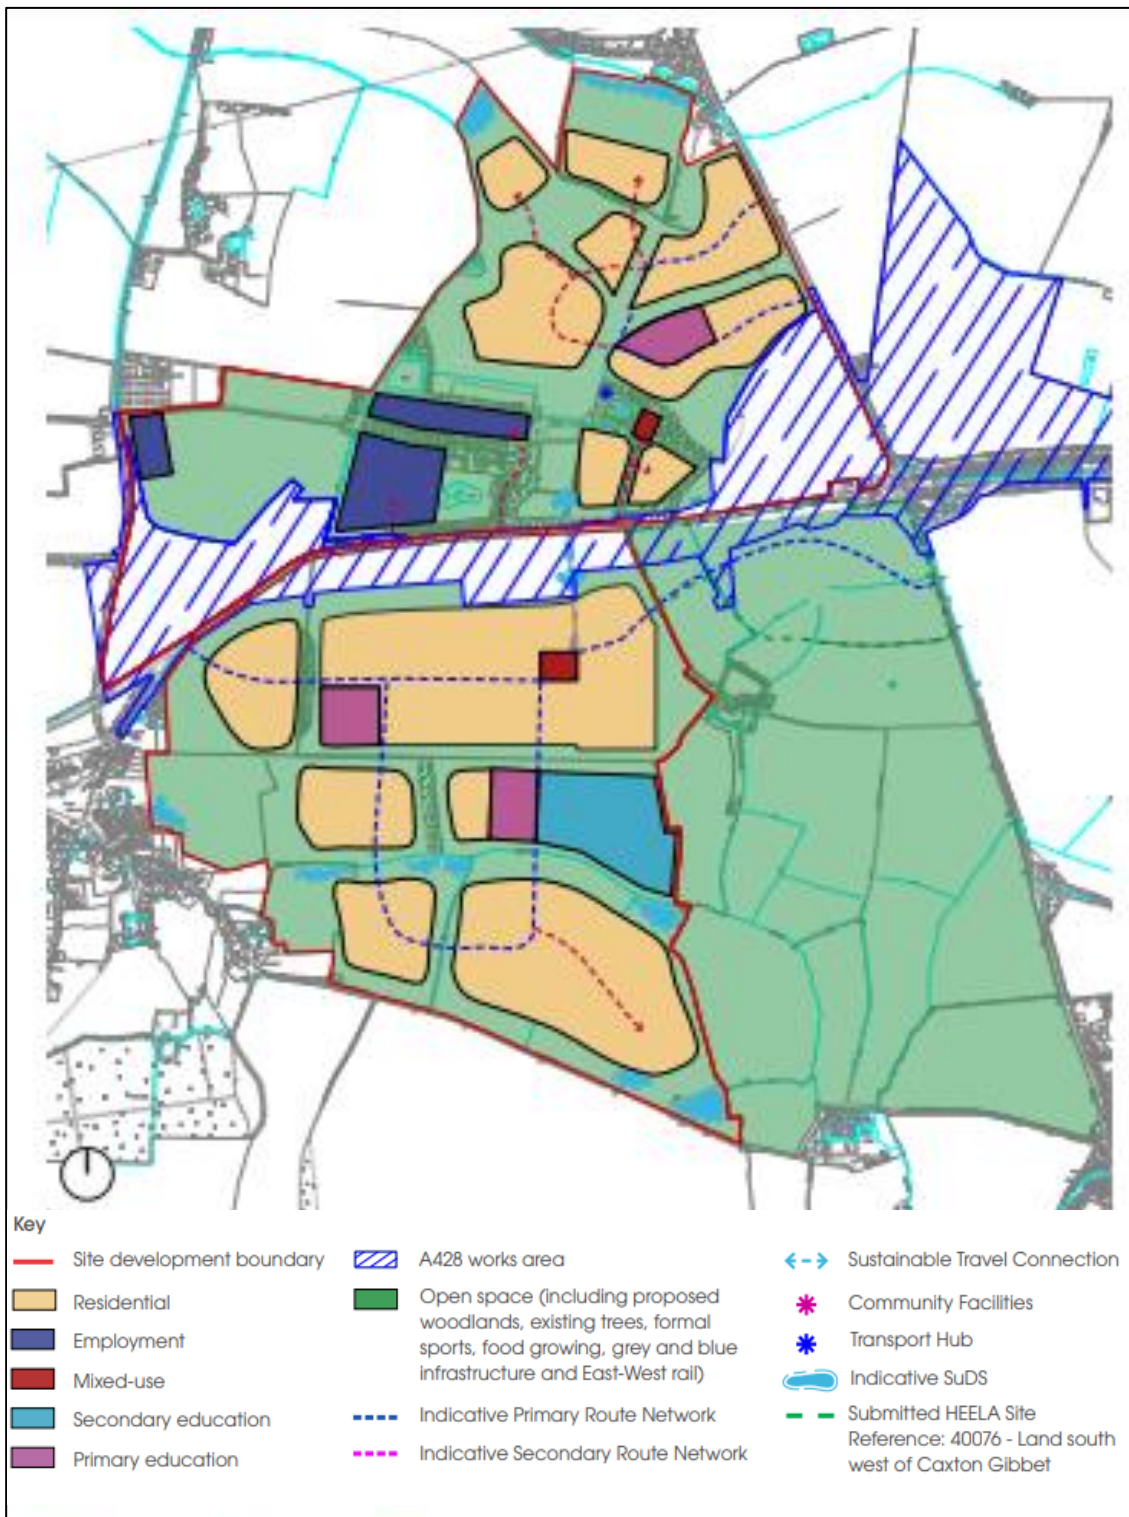 Key
Site development boundary
Residential
Employment
Mixed-use
Secondary education
Primary education
A428 works area
Open space (including proposed
woodlands, existing trees, formal
sports, food growing, grey and blue
infrastructure and East-West rail)
Indicative Primary Route Network
Indicative Secondary Route Network
Sustainable Travel Connection
Community Facilities
Transport Hub
Indicative SuDS
Submitted HEELA Site
Reference: 40076 - Land south
west of Caxton Gibbet